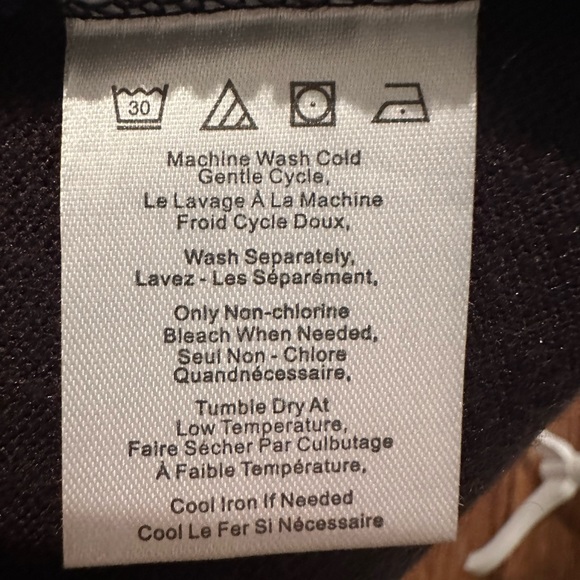 30
Machine Wash Cold
Gentle Cycle,
Le Lavage À La Machine
Froid Cycle Doux,
Wash Separately,
Lavez - Les Séparément,
Only Non-chlorine
Bleach When Needed,
Seul Non - Chlore
Quandnécessaire,
Tumble Dry At
Low Temperature,
Faire Sécher Par Culbutage
À Faible Température,
Cool Iron If Needed
Cool Le Fer Si Nécessaire